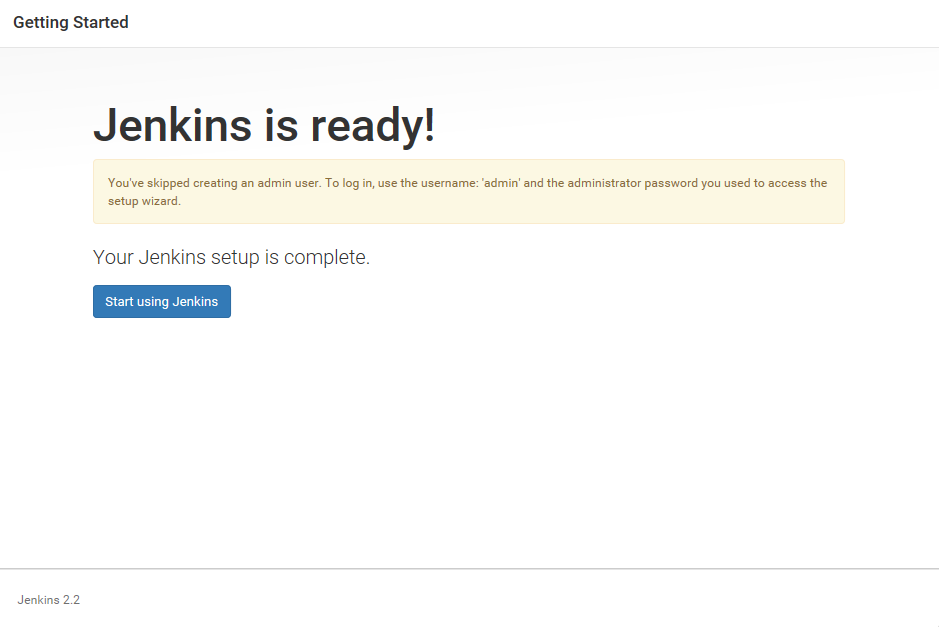 Getting Started
Jenkins is ready!
You've skipped creating an admin user. To log in, use the username: 'admin' and the administrator password you used to access the
setup wizard.
Your Jenkins setup is complete.
Start using Jenkins
Jenkins 2.2